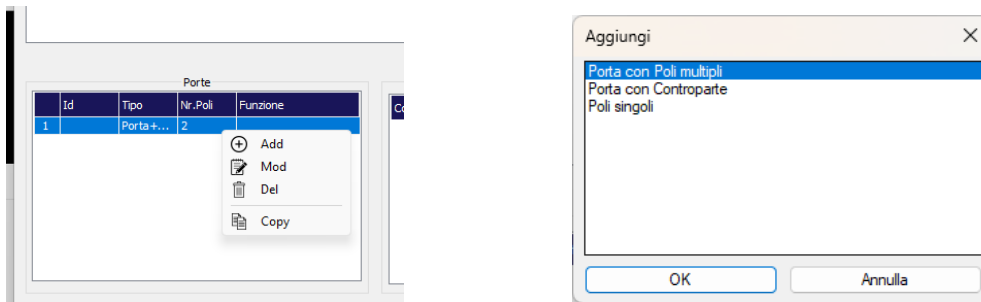 Porte
Id Tipo Nr.Poli Funzione
1 Porta+... 2
Add
Mod
Del
Copy
Aggiungi
Porta con Poli multipli
Porta con Controparte
Poli singoli
OK Annulla